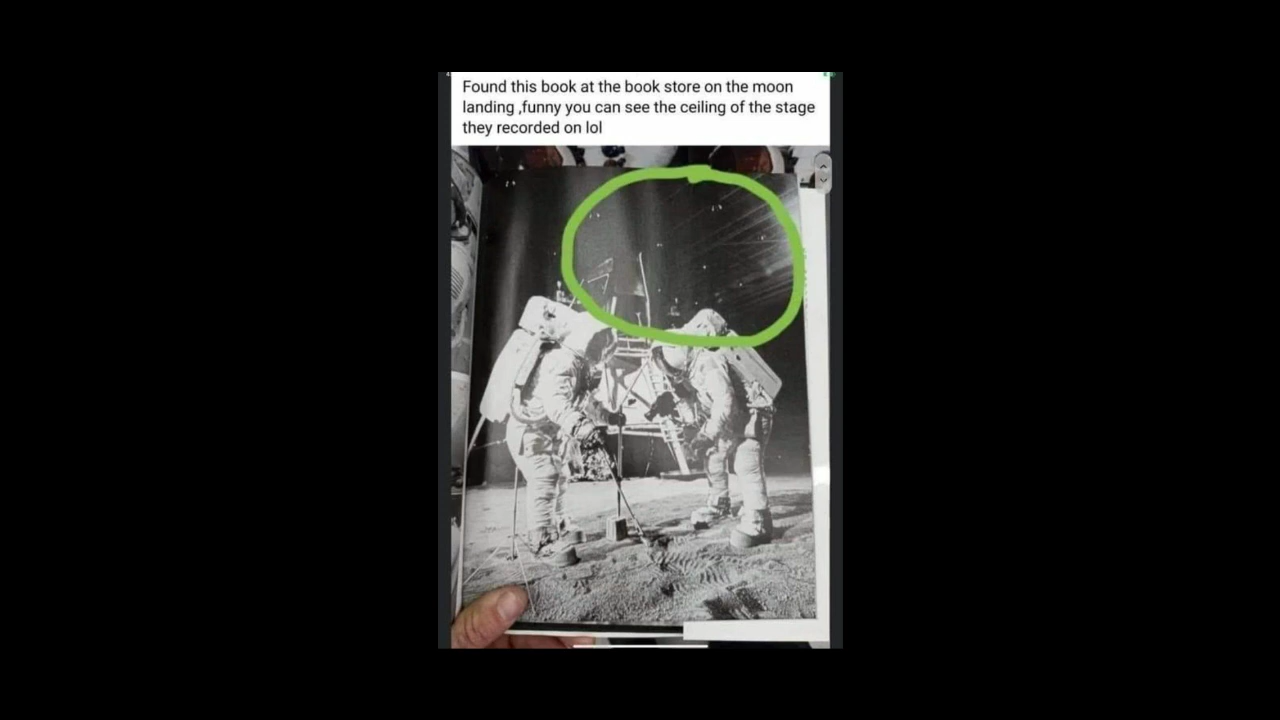 Found this book at the book store on the moon
landing ,funny you can see the ceiling of the stage
they recorded on lol